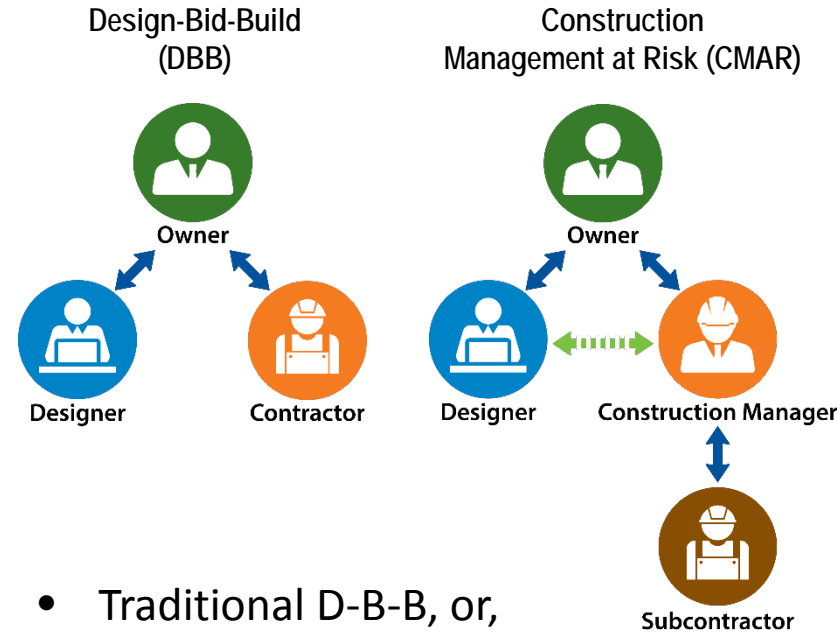 Design-Bid-Build
(DBB)
Construction
Management at Risk (CMAR)
Owner
Owner
Designer
Contractor
Designer
Construction Manager
Subcontractor
• Traditional D-B-B, or,